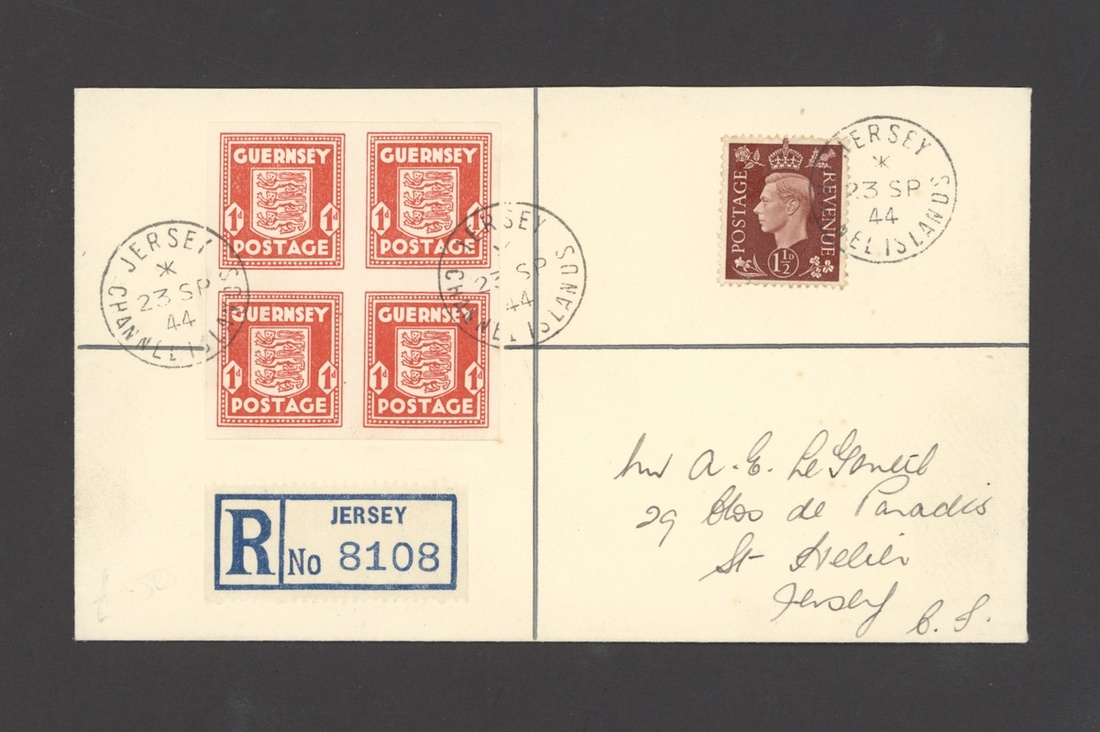 GUERNSEY GUERNSEY
1D 1D 1D 1D
POSTAGE POSTAGE
GUERNSEY GUERNSEY
1D 1D 1D 1D
POSTAGE POSTAGE
JERSEY
23 SP
44
CHANNEL ISLANDS
JERSEY
23 SP
44
CHANNEL ISLANDS
POSTAGE REVENUE
1½D
JERSEY
23 SP
44
CHANNEL ISLANDS
R JERSEY
No 8108
A. E. Le Gentil
29 Clos de Paradis
St Helier
Jersey
C. I.